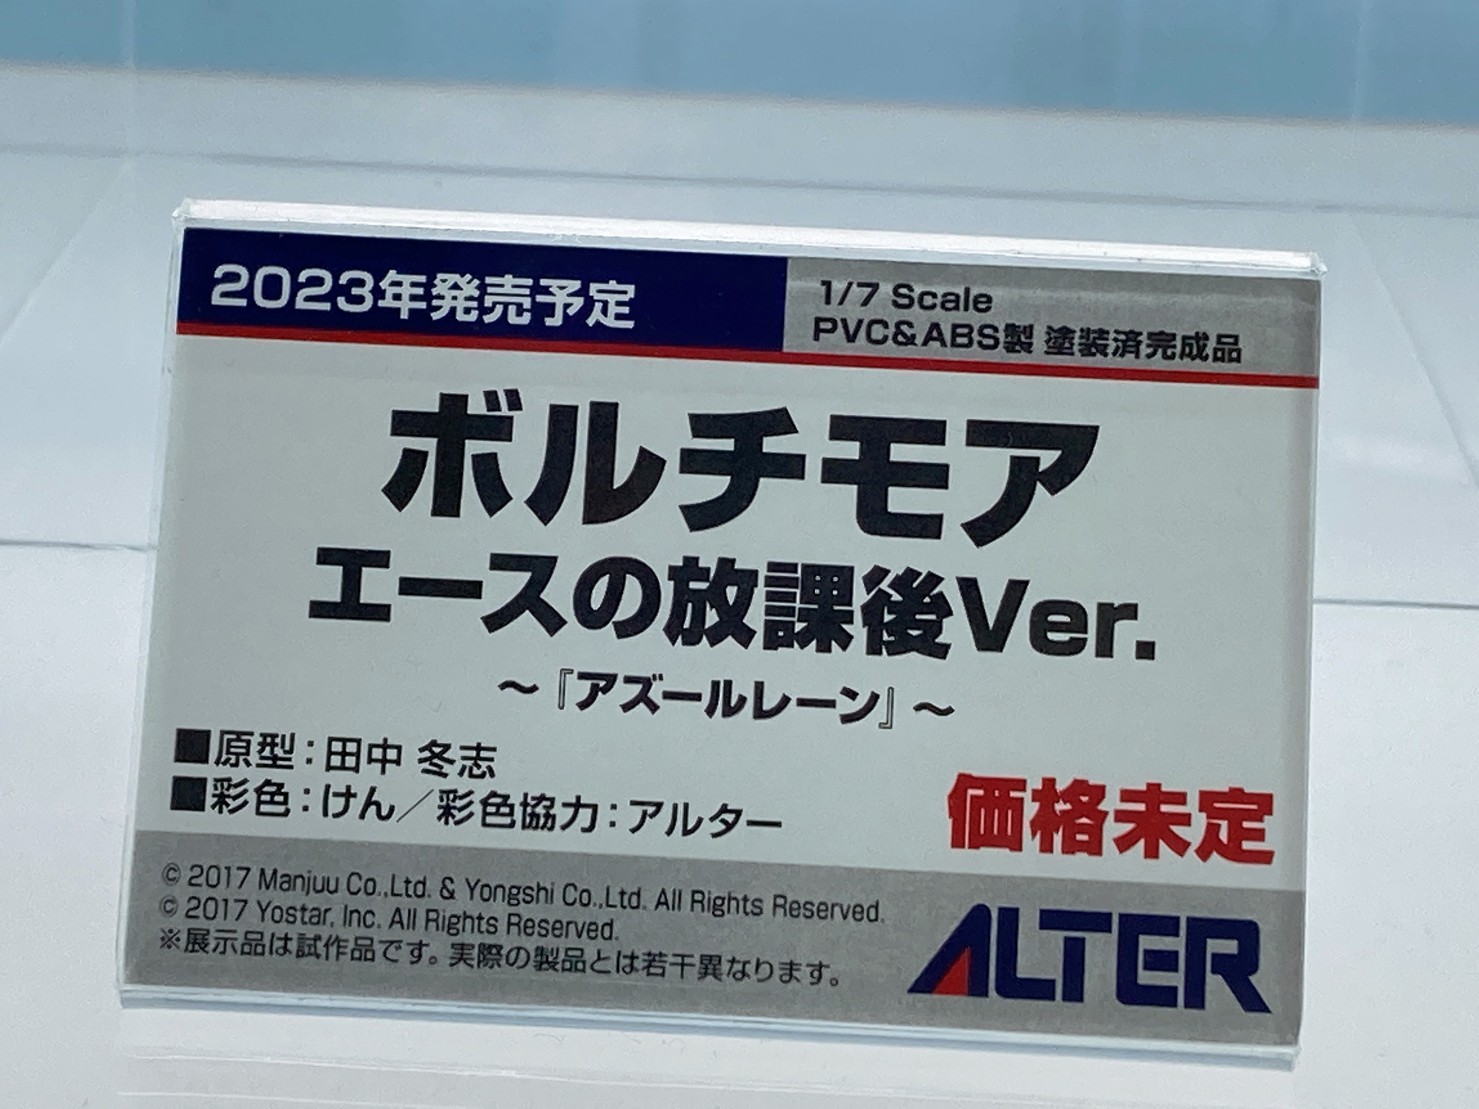 2023年発売予定
1/7 Scale
PVC&ABS製 塗装済完成品
ボルチモア
エースの放課後Ver.
～『アズールレーン』～
■原型：田中 冬志
■彩色：けん／彩色協力：アルター
価格未定
© 2017 Manjuu Co.,Ltd. & Yongshi Co.,Ltd. All Rights Reserved.
© 2017 Yostar, Inc. All Rights Reserved.
※展示品は試作品です。実際の製品とは若干異なります。
ALTER